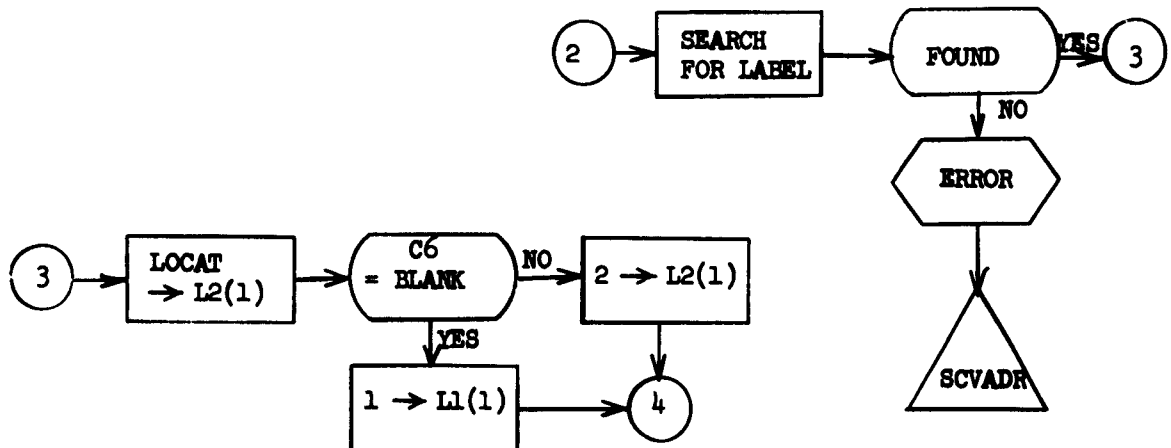 2
SEARCH
FOR LABEL
FOUND
YES
3
NO
ERROR
SCVADR
3
LOCAT
→ L2(1)
C6
= BLANK
NO
2 → L2(1)
YES
1 → L1(1)
4